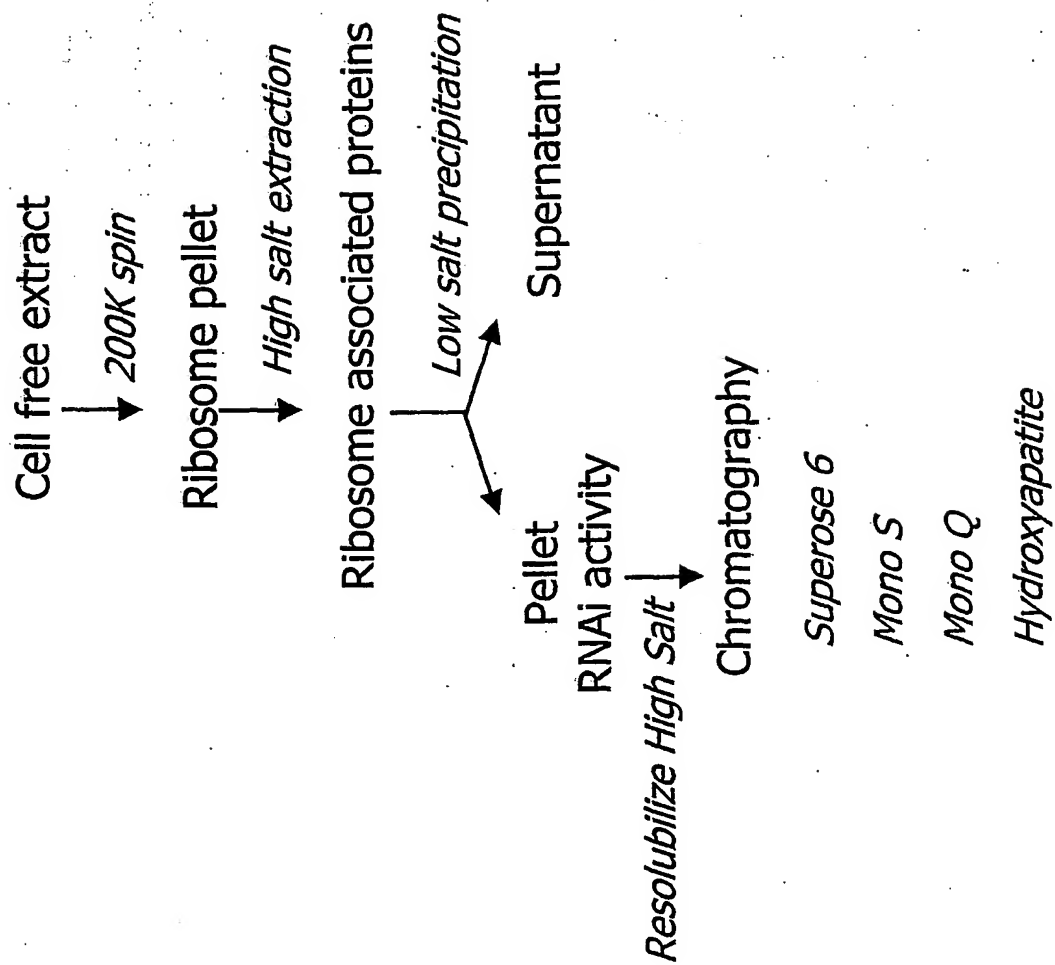 Cell free extract
200K spin
Ribosome pellet
High salt extraction
Ribosome associated proteins
Low salt precipitation
Pellet
RNAi activity
Supernatant
Resolubilize High Salt
Chromatography
Superose 6
Mono S
Mono Q
Hydroxyapatite